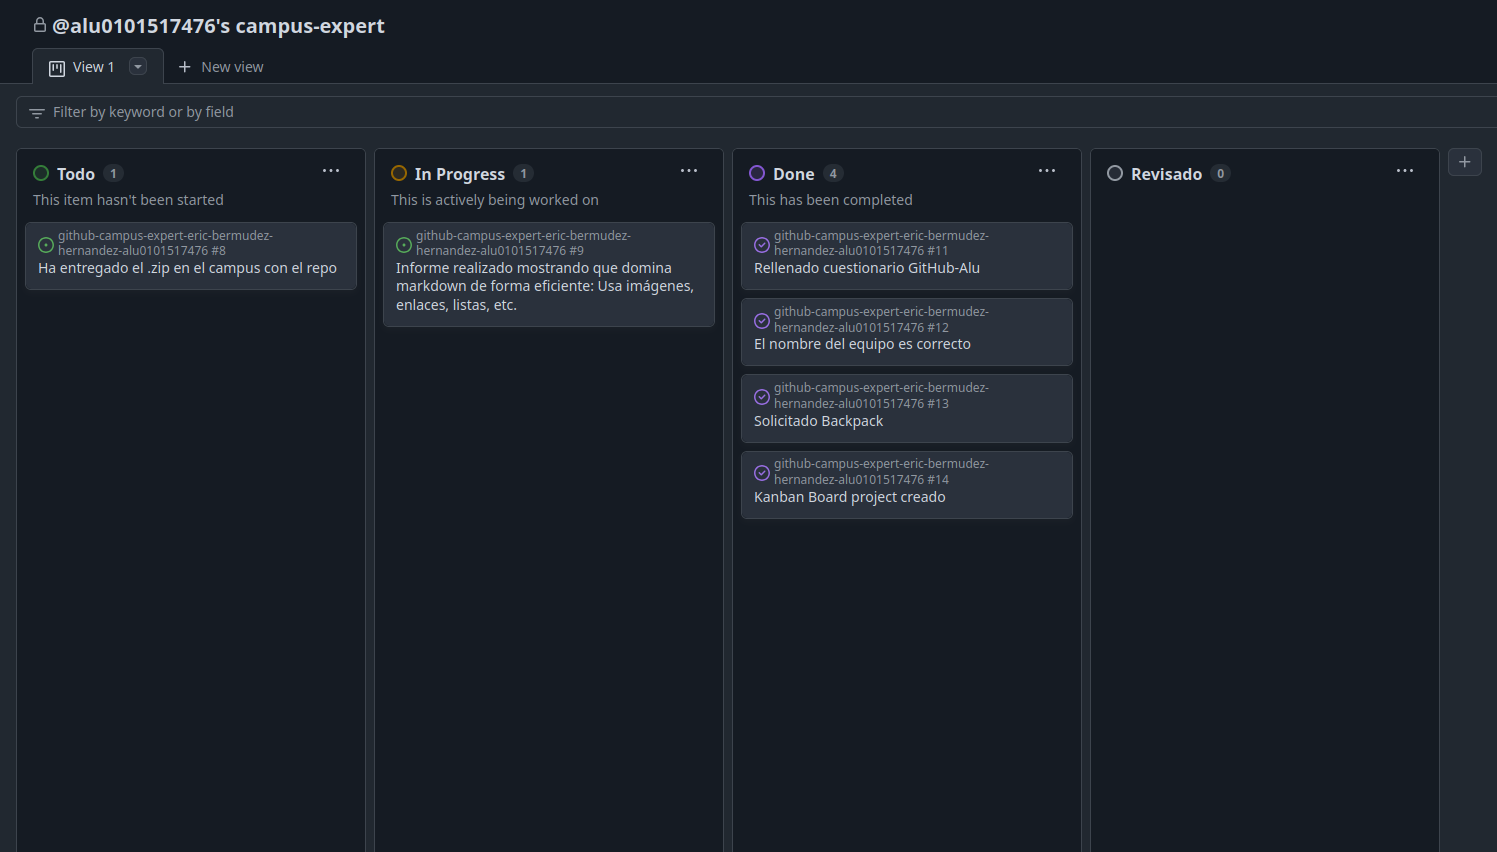 @alu0101517476's campus-expert
View 1
New view
Filter by keyword or by field
Todo 1
This item hasn't been started
github-campus-expert-eric-bermudez-
hernandez-alu0101517476 #8
Ha entregado el .zip en el campus con el repo
In Progress 1
This is actively being worked on
github-campus-expert-eric-bermudez-
hernandez-alu0101517476 #9
Informe realizado mostrando que domina
markdown de forma eficiente: Usa imágenes,
enlaces, listas, etc.
Done 4
This has been completed
github-campus-expert-eric-bermudez-
hernandez-alu0101517476 #11
Rellenado cuestionario GitHub-Alu
github-campus-expert-eric-bermudez-
hernandez-alu0101517476 #12
El nombre del equipo es correcto
github-campus-expert-eric-bermudez-
hernandez-alu0101517476 #13
Solicitado Backpack
github-campus-expert-eric-bermudez-
hernandez-alu0101517476 #14
Kanban Board project creado
Revisado 0